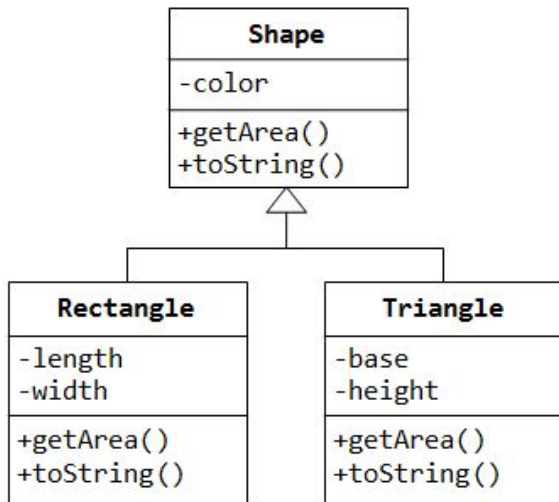 Shape
-color
+getArea()
+toString()
Rectangle
-length
-width
+getArea()
+toString()
Triangle
-base
-height
+getArea()
+toString()